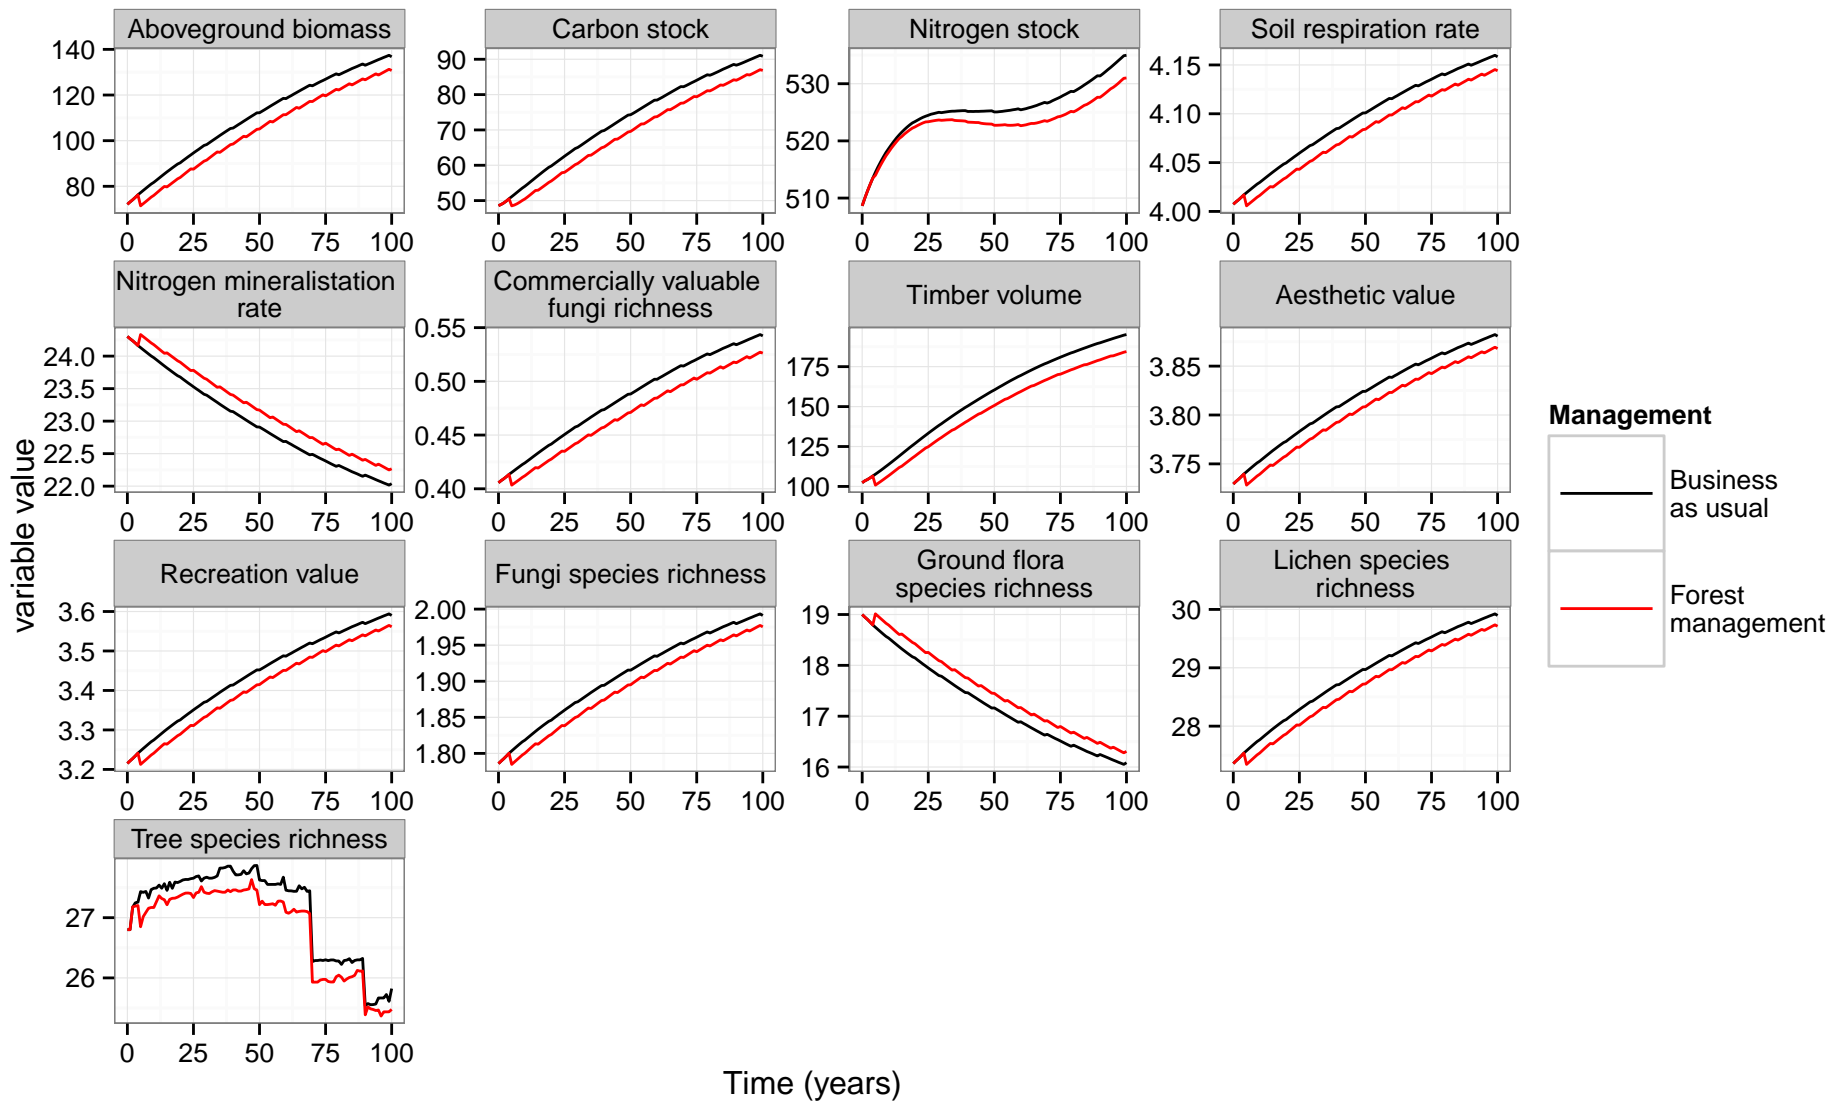 Aboveground biomass
Carbon stock
Nitrogen stock
Soil respiration rate
140
120
100
80
90
80
70
60
50
530
520
510
4.15
4.10
4.05
4.00
0 25 50 75 100
0 25 50 75 100
0 25 50 75 100
0 25 50 75 100
Nitrogen mineralistation
rate
Commercially valuable
fungi richness
Timber volume
Aesthetic value
24.0
23.5
23.0
22.5
22.0
0.55
0.50
0.45
0.40
175
150
125
100
3.85
3.80
3.75
0 25 50 75 100
0 25 50 75 100
0 25 50 75 100
0 25 50 75 100
Recreation value
Fungi species richness
Ground flora
species richness
Lichen species
richness
3.6
3.5
3.4
3.3
3.2
2.00
1.95
1.90
1.85
1.80
19
18
17
16
30
29
28
0 25 50 75 100
0 25 50 75 100
0 25 50 75 100
0 25 50 75 100
Tree species richness
27
26
0 25 50 75 100
variable value
Time (years)
Management
Business
as usual
Forest
management